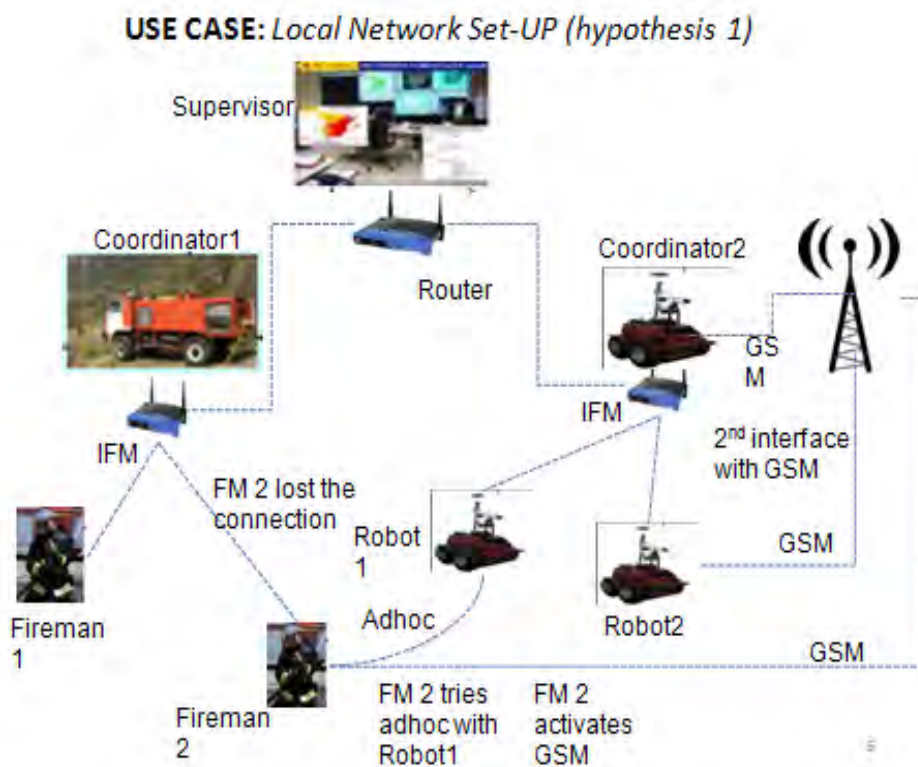 USE CASE: Local Network Set-UP (hypothesis 1)
Supervisor
Coordinator1
Router
Coordinator2
GS
M
IFM
IFM
2nd interface
with GSM
FM 2 lost the
connection
Robot
1
GSM
Fireman
1
Adhoc
Robot2
GSM
Fireman
2
FM 2 tries
adhoc with
Robot1
FM 2
activates
GSM